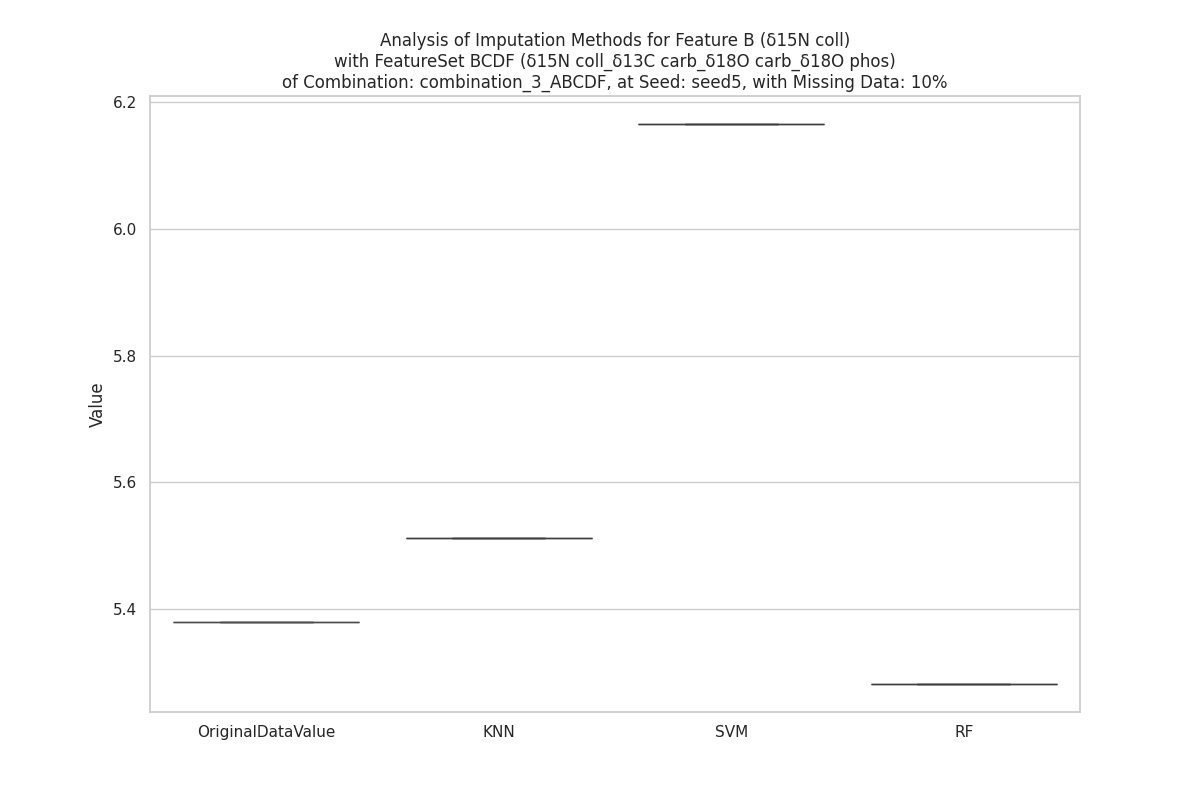 Analysis of Imputation Methods for Feature B (δ15N coll)
with FeatureSet BCDF (δ15N coll_δ13C carb_δ18O carb_δ18O phos)
of Combination: combination_3_ABCDF, at Seed: seed5, with Missing Data: 10%
6.2
6.0
5.8
5.6
5.4
Value
OriginalDataValue
KNN
SVM
RF